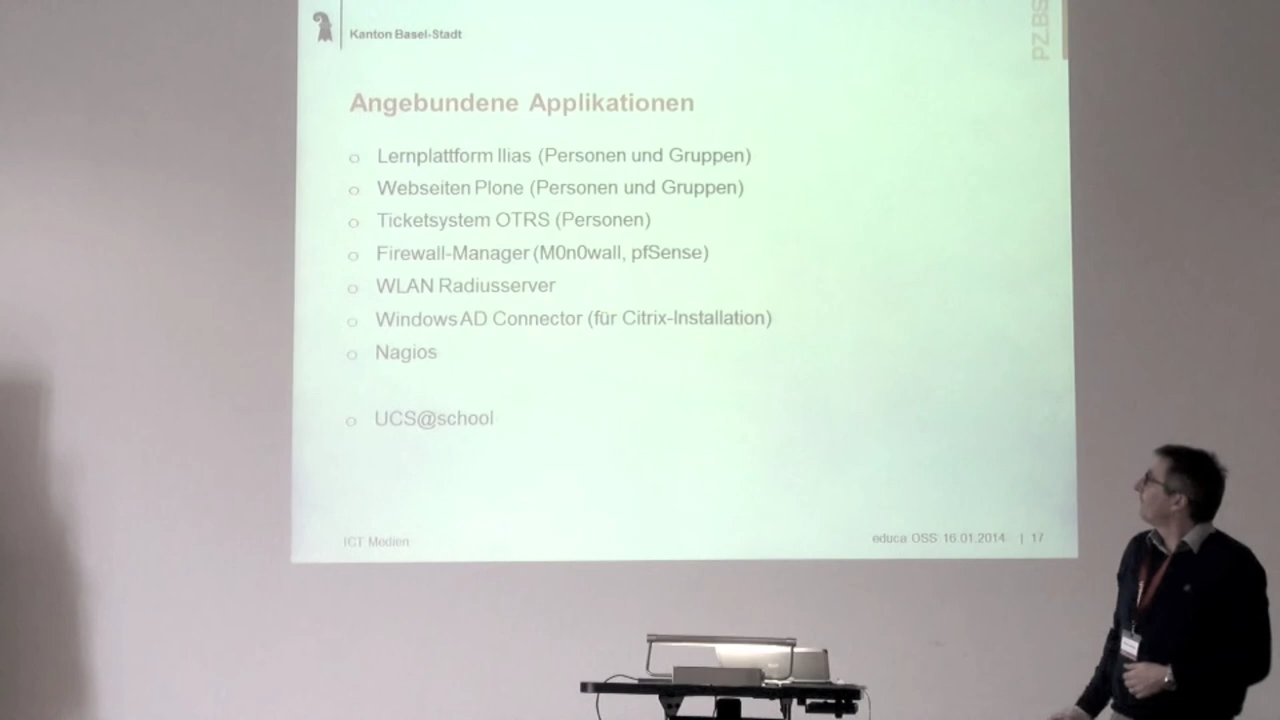 Kanton Basel-Stadt
PZ.BS
Angebundene Applikationen
o Lernplattform Ilias (Personen und Gruppen)
o Webseiten Plone (Personen und Gruppen)
o Ticketsystem OTRS (Personen)
o Firewall-Manager (M0n0wall, pfSense)
o WLAN Radiusserver
o Windows AD Connector (für Citrix-Installation)
o Nagios
o UCS@school
ICT Medien
educa OSS 16.01.2014 | 17